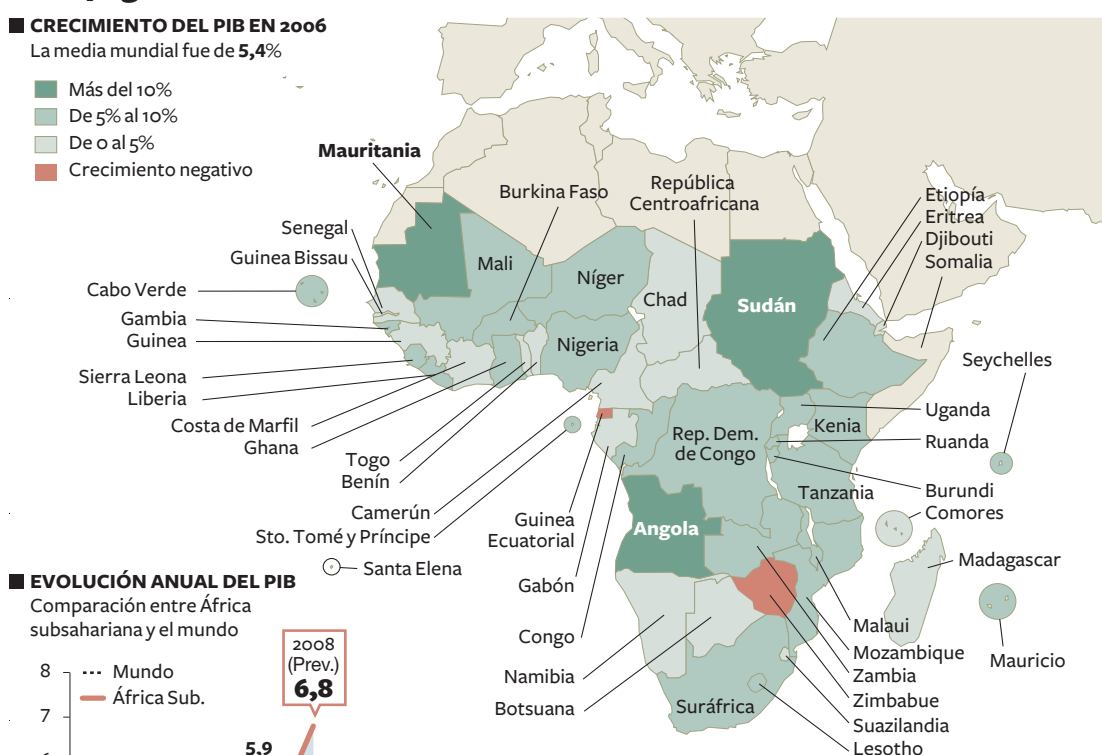 CRECIMIENTO DEL PIB EN 2006
La media mundial fue de 5,4%
Más del 10%
De 5% al 10%
De 0 al 5%
Crecimiento negativo
Mauritania
Burkina Faso
República
Centroafricana
Etiopía
Eritrea
Djibouti
Somalia
Senegal
Guinea Bissau
Mali
Níger
Chad
Sudán
Cabo Verde
Gambia
Guinea
Nigeria
Sierra Leona
Liberia
Seychelles
Costa de Marfil
Ghana
Uganda
Kenia
Ruanda
Rep. Dem.
de Congo
Togo
Benín
Tanzania
Burundi
Comores
Camerún
Sto. Tomé y Príncipe
Guinea
Ecuatorial
Angola
Santa Elena
Gabón
Madagascar
Congo
Malaui
Mozambique
Mauricio
Namibia
Zambia
Botsuana
Suráfrica
Zimbabue
Suazilandia
Lesotho
EVOLUCIÓN ANUAL DEL PIB
Comparación entre África
subsahariana y el mundo
8
Mundo
África Sub.
2008
(Prev.)
6,8
7
5,9